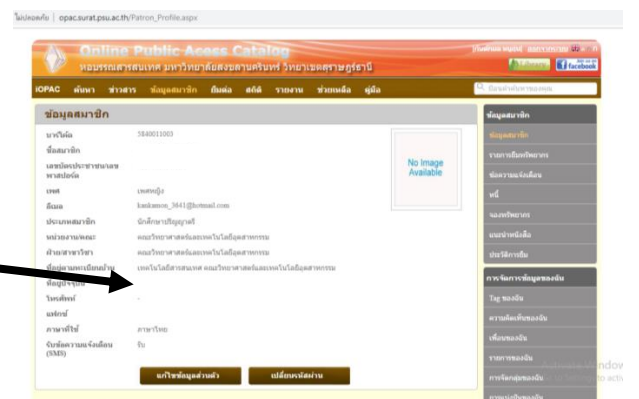 ไม่ปลอดภัย | opac.surat.psu.ac.th/Patron_Profile.aspx
Online Public Access Catalog
หอบรรณสารสนเทศ มหาวิทยาลัยสงขลานครินทร์ วิทยาเขตสุราษฎร์ธานี
Library facebook
iOPAC ค้นหา ข่าวสาร ข้อมูลสมาชิก ยืมต่อ สถิติ รายงาน ช่วยเหลือ คู่มือ
ข้อมูลสมาชิก
บาร์โค้ด 5840011003
ชื่อสมาชิก
เลขบัตรประชาชน/เลข
พาสปอร์ต
No Image
Available
เพศ เพศหญิง
อีเมล kankamon_3641@hotmail.com
ประเภทสมาชิก นักศึกษาปริญญาตรี
หน่วยงาน/คณะ คณะวิทยาศาสตร์และเทคโนโลยีอุตสาหกรรม
ฝ่าย/สาขาวิชา คณะวิทยาศาสตร์และเทคโนโลยีอุตสาหกรรม
ที่อยู่ตามทะเบียนบ้าน เทคโนโลยีสารสนเทศ คณะวิทยาศาสตร์และเทคโนโลยีอุตสาหกรรม
ที่อยู่ปัจจุบัน
โทรศัพท์ -
แฟกซ์
ภาษาที่ใช้ ภาษาไทย
รับข้อความแจ้งเตือน รับ
(SMS)
แก้ไขข้อมูลส่วนตัว เปลี่ยนรหัสผ่าน
ข้อมูลสมาชิก
ข้อมูลสมาชิก
รายการยืมทรัพยากร
ข้อความแจ้งเตือน
หนี้
จองทรัพยากร
แนะนำหนังสือ
ประวัติการยืม
การจัดการข้อมูลของฉัน
Tag ของฉัน
ความคิดเห็นของฉัน
เพื่อนของฉัน
รายการของฉัน
การจัดกลุ่มของฉัน